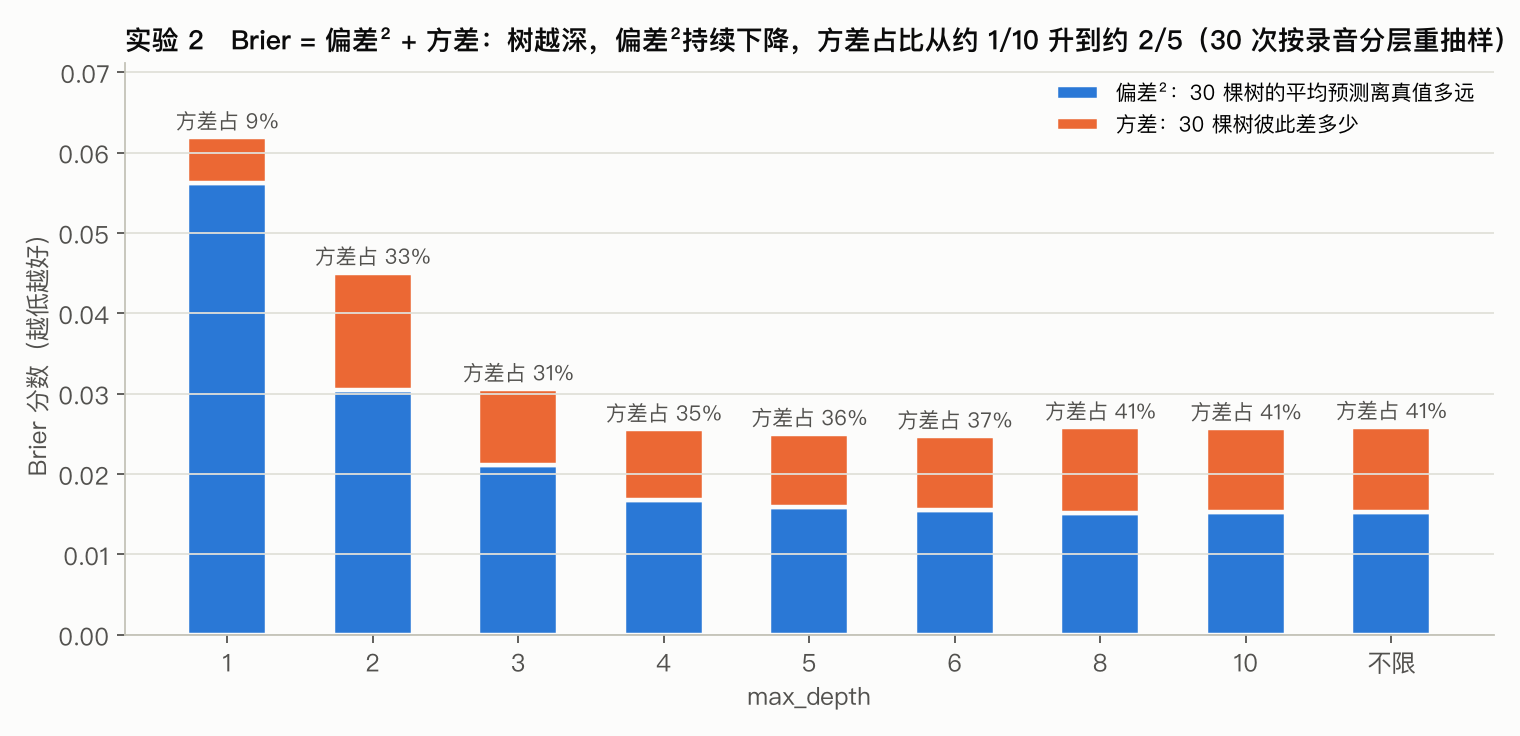 实验 2 Brier = 偏差² + 方差：树越深，偏差²持续下降，方差占比从约 1/10 升到约 2/5（30 次按录音分层重抽样）
偏差²：30 棵树的平均预测离真值多远
方差：30 棵树彼此差多少
Brier 分数（越低越好）
0.07
0.06
0.05
0.04
0.03
0.02
0.01
0.00
方差占 9%
方差占 33%
方差占 31%
方差占 35%
方差占 36%
方差占 37%
方差占 41%
方差占 41%
方差占 41%
1 2 3 4 5 6 8 10 不限
max_depth